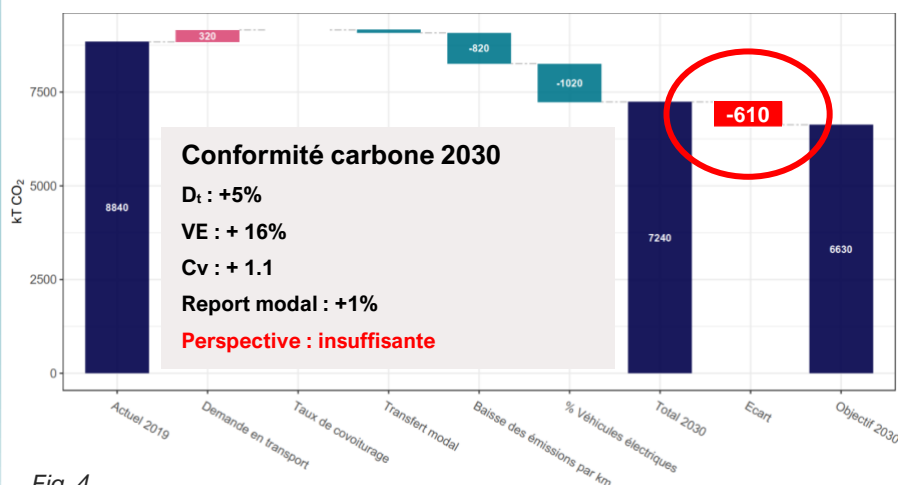 320
-820
7500
-1020
-610
Conformité carbone 2030
Dt : +5%
5000
kT CO2
VE : + 16%
8840
7240
6630
Cv : + 1.1
2500
Report modal : +1%
Perspective : insuffisante
0
Actuel 2019
Demande en transport
Taux de covoiturage
Transfert modal
Baisse des émissions par km
% Véhicules électriques
Total 2030
Ecart
Objectif 2030
Fig. 4